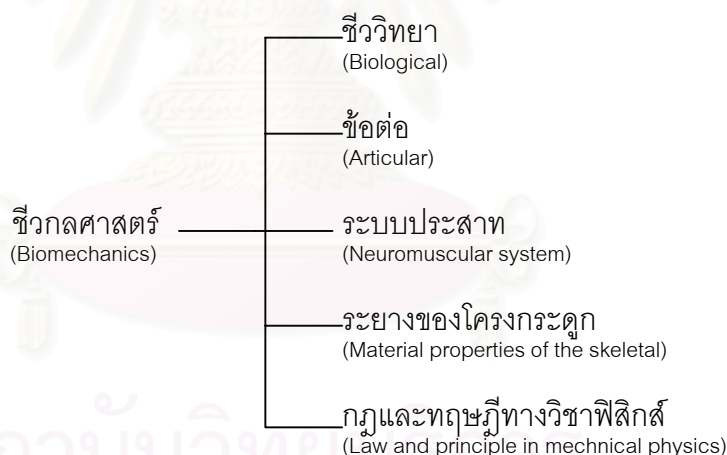 ชีววิทยา
(Biological)
ข้อต่อ
(Articular)
ชีวกลศาสตร์
(Biomechanics)
ระบบประสาท
(Neuromuscular system)
ระยางของโครงกระดูก
(Material properties of the skeletal)
กฎและทฤษฎีทางวิชาฟิสิกส์
(Law and principle in mechnical physics)